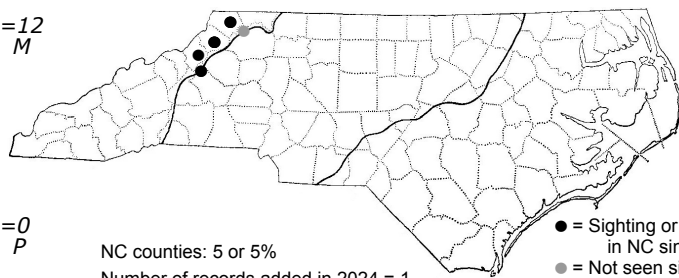 =12
M
=0
P
NC counties: 5 or 5%
● = Sighting or
in NC sin
Number of records added in 2024 = 1
● = Not seen si